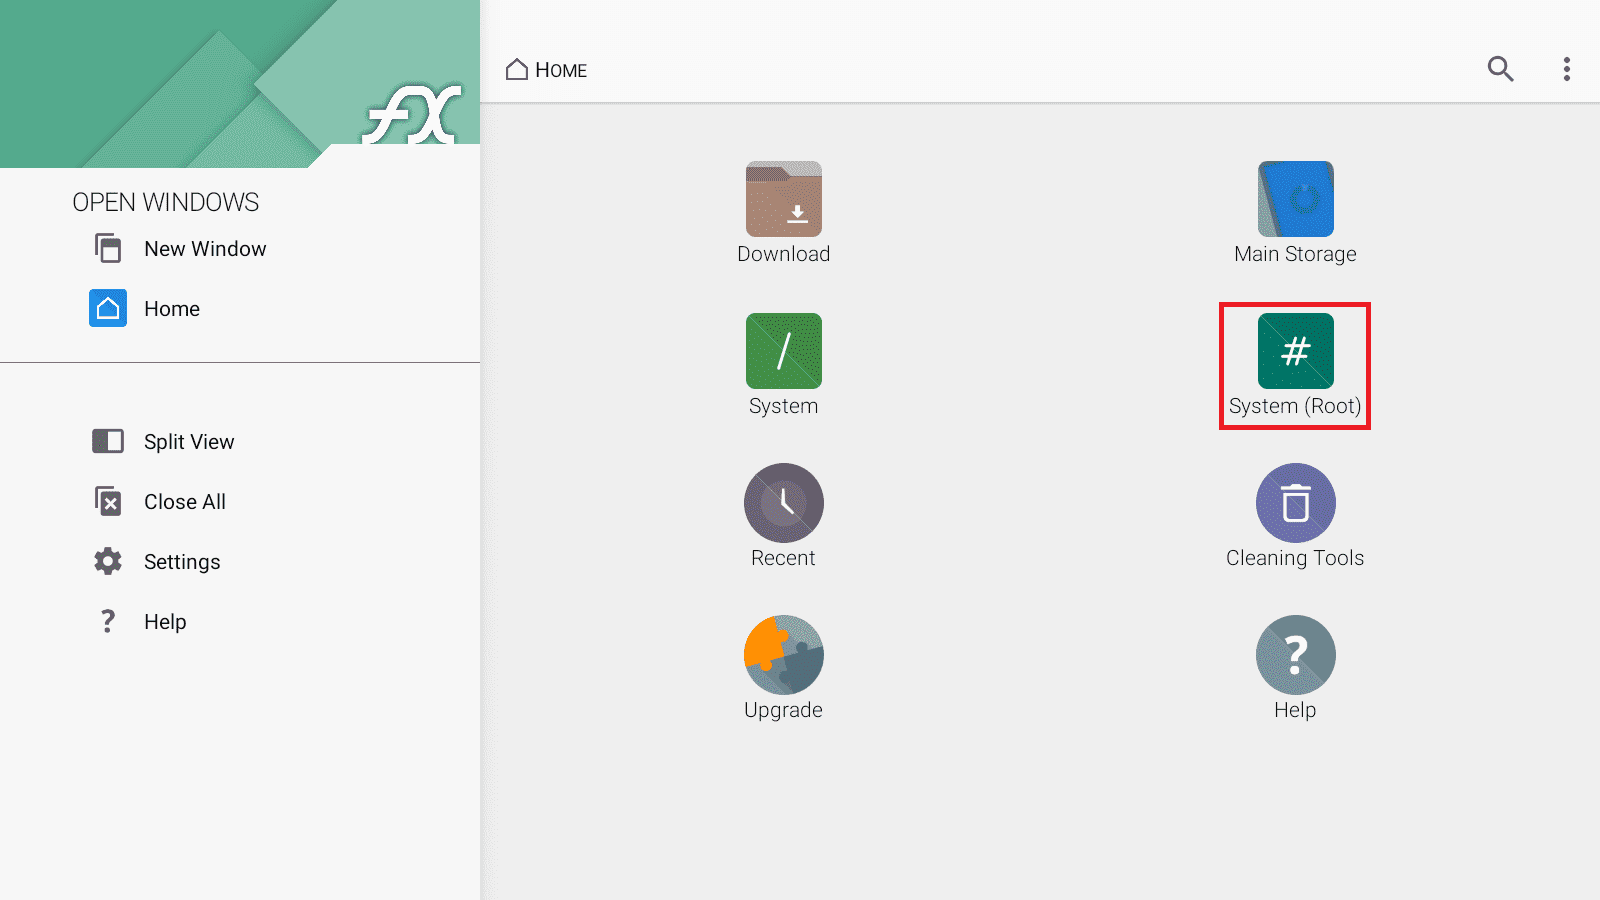 fX
OPEN WINDOWS
New Window
Home
Split View
Close All
Settings
? Help
HOME
Download
Main Storage
/
System
#
System (Root)
Recent
Cleaning Tools
Upgrade
?
Help